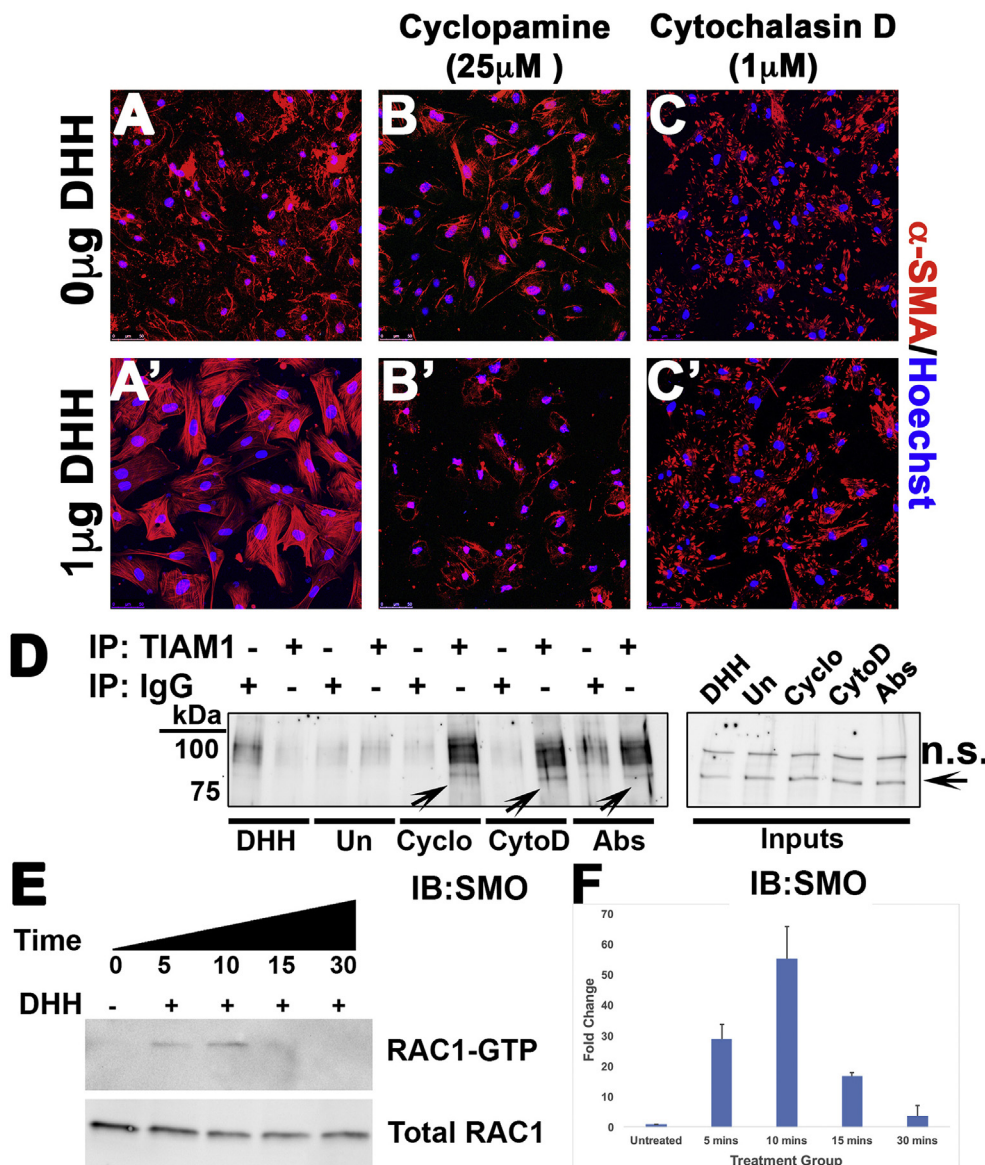 Cyclopamine
(25μM )
Cytochalasin D
(1μM)
0μg DHH
A
B
C
1μg DHH
A’
B’
C’
α-SMA/Hoechst
D
IP: TIAM1 - + - + - + - + - +
IP: IgG + - + - + - + - + -
kDa
100
75
DHH Un Cyclo CytoD Abs
IB:SMO
DHH Un Cyclo CytoD Abs
n.s.
Inputs
IB:SMO
E
Time
0 5 10 15 30
DHH - + + + +
RAC1-GTP
Total RAC1
F
Fold Change
70
60
50
40
30
20
10
0
Untreated 5 mins 10 mins 15 mins 30 mins
Treatment Group